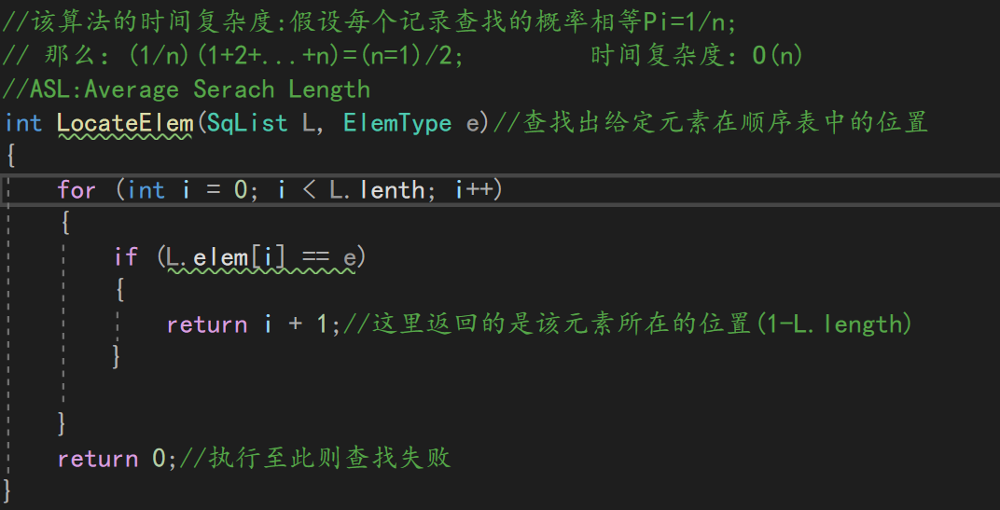 //该算法的时间复杂度:假设每个记录查找的概率相等Pi=1/n;
// 那么：(1/n)(1+2+...+n)=(n=1)/2;        时间复杂度：O(n)
//ASL:Average Serach Length
int LocateElem(SqList L, ElemType e)//查找出给定元素在顺序表中的位置
{
    for (int i = 0; i < L.lenth; i++)
    {
        if (L.elem[i] == e)
        {
            return i + 1;//这里返回的是该元素所在的位置(1-L.length)
        }
    }
    return 0;//执行至此则查找失败
}